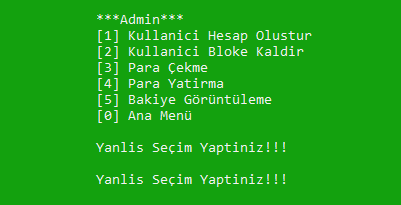 ***Admin***
[1] Kullanici Hesap Olustur
[2] Kullanici Bloke Kaldir
[3] Para Çekme
[4] Para Yatirma
[5] Bakiye Görüntüleme
[0] Ana Menü
Yanlis Seçim Yaptiniz!!!
Yanlis Seçim Yaptiniz!!!